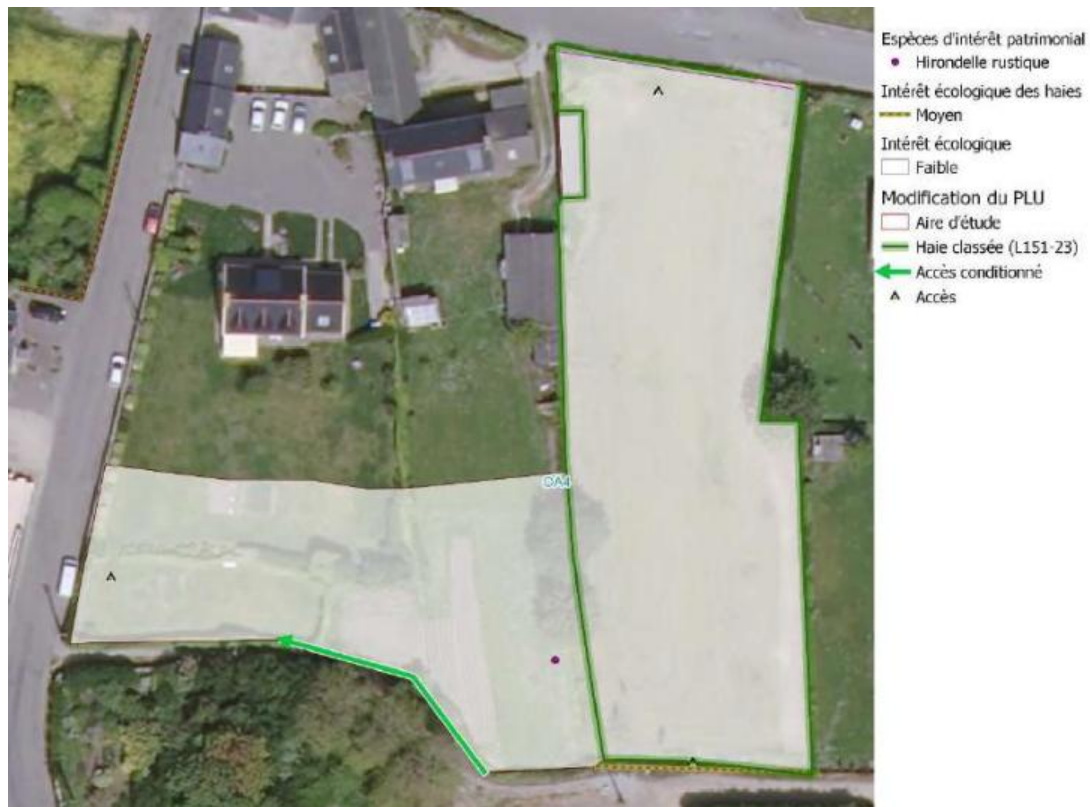 Espèces d'intérêt patrimonial
Hirondelle rustique
Intérêt écologique des haies
Moyen
Intérêt écologique
Faible
Modification du PLU
Aire d'étude
Haie classée (L151-23)
Accès conditionné
Accès
OA4